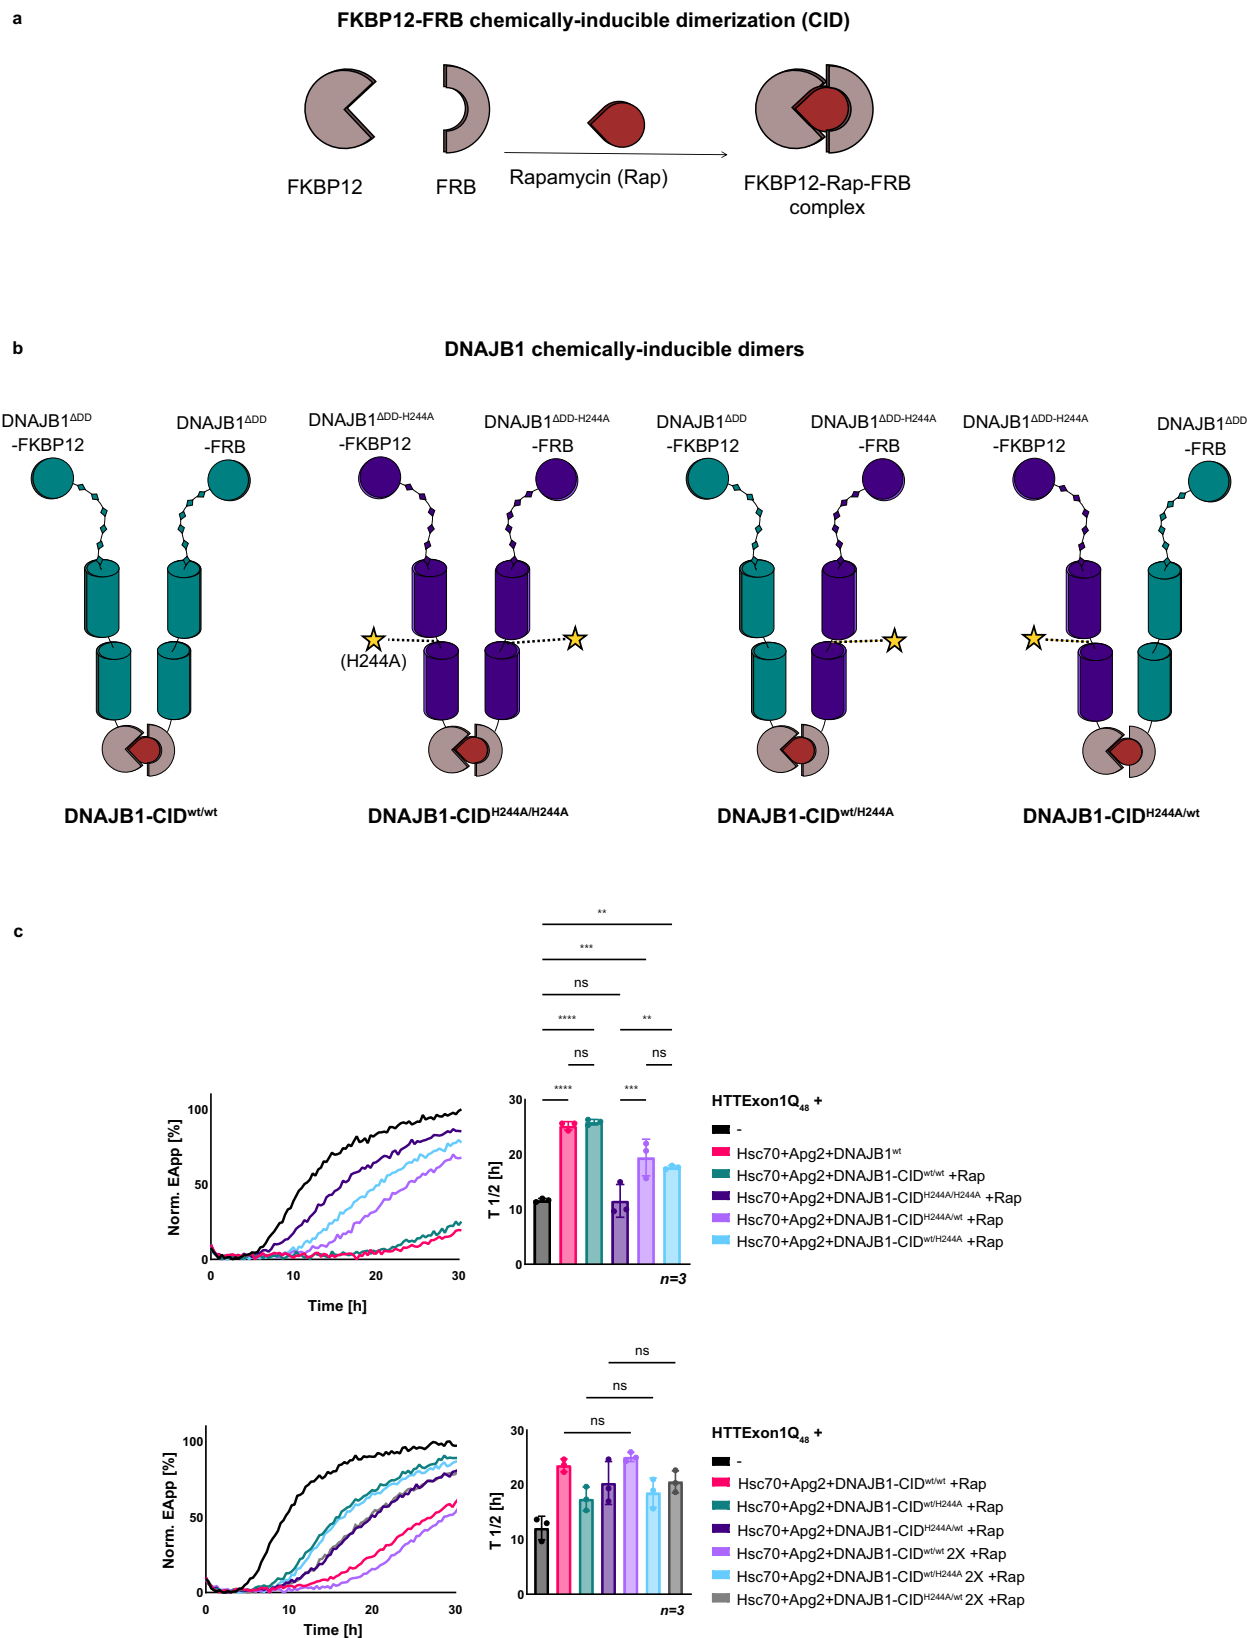 a
FKBP12-FRB chemically-inducible dimerization (CID)
FKBP12
FRB
Rapamycin (Rap)
FKBP12-Rap-FRB
complex
b
DNAJB1 chemically-inducible dimers
DNAJB1ΔDD
-FKBP12
DNAJB1ΔDD
-FRB
DNAJB1ΔDD-H244A
-FKBP12
DNAJB1ΔDD-H244A
-FRB
DNAJB1ΔDD
-FKBP12
DNAJB1ΔDD-H244A
-FRB
DNAJB1ΔDD-H244A
-FKBP12
DNAJB1ΔDD
-FRB
(H244A)
DNAJB1-CIDwt/wt
DNAJB1-CIDH244A/H244A
DNAJB1-CIDwt/H244A
DNAJB1-CIDH244A/wt
c
Norm. EApp [%]
100
50
0
0 10 20 30
Time [h]
**
***
ns
**** **
ns ns
**** ***
T 1/2 [h]
30
20
10
0
n=3
HTTExon1Q48 +
-
Hsc70+Apg2+DNAJB1wt
Hsc70+Apg2+DNAJB1-CIDwt/wt +Rap
Hsc70+Apg2+DNAJB1-CIDH244A/H244A +Rap
Hsc70+Apg2+DNAJB1-CIDH244A/wt +Rap
Hsc70+Apg2+DNAJB1-CIDwt/H244A +Rap
Norm. EApp [%]
100
50
0
0 10 20 30
Time [h]
ns
ns
ns
T 1/2 [h]
30
20
10
0
n=3
HTTExon1Q48 +
-
Hsc70+Apg2+DNAJB1-CIDwt/wt +Rap
Hsc70+Apg2+DNAJB1-CIDwt/H244A +Rap
Hsc70+Apg2+DNAJB1-CIDH244A/wt +Rap
Hsc70+Apg2+DNAJB1-CIDwt/wt 2X +Rap
Hsc70+Apg2+DNAJB1-CIDwt/H244A 2X +Rap
Hsc70+Apg2+DNAJB1-CIDH244A/wt 2X +Rap